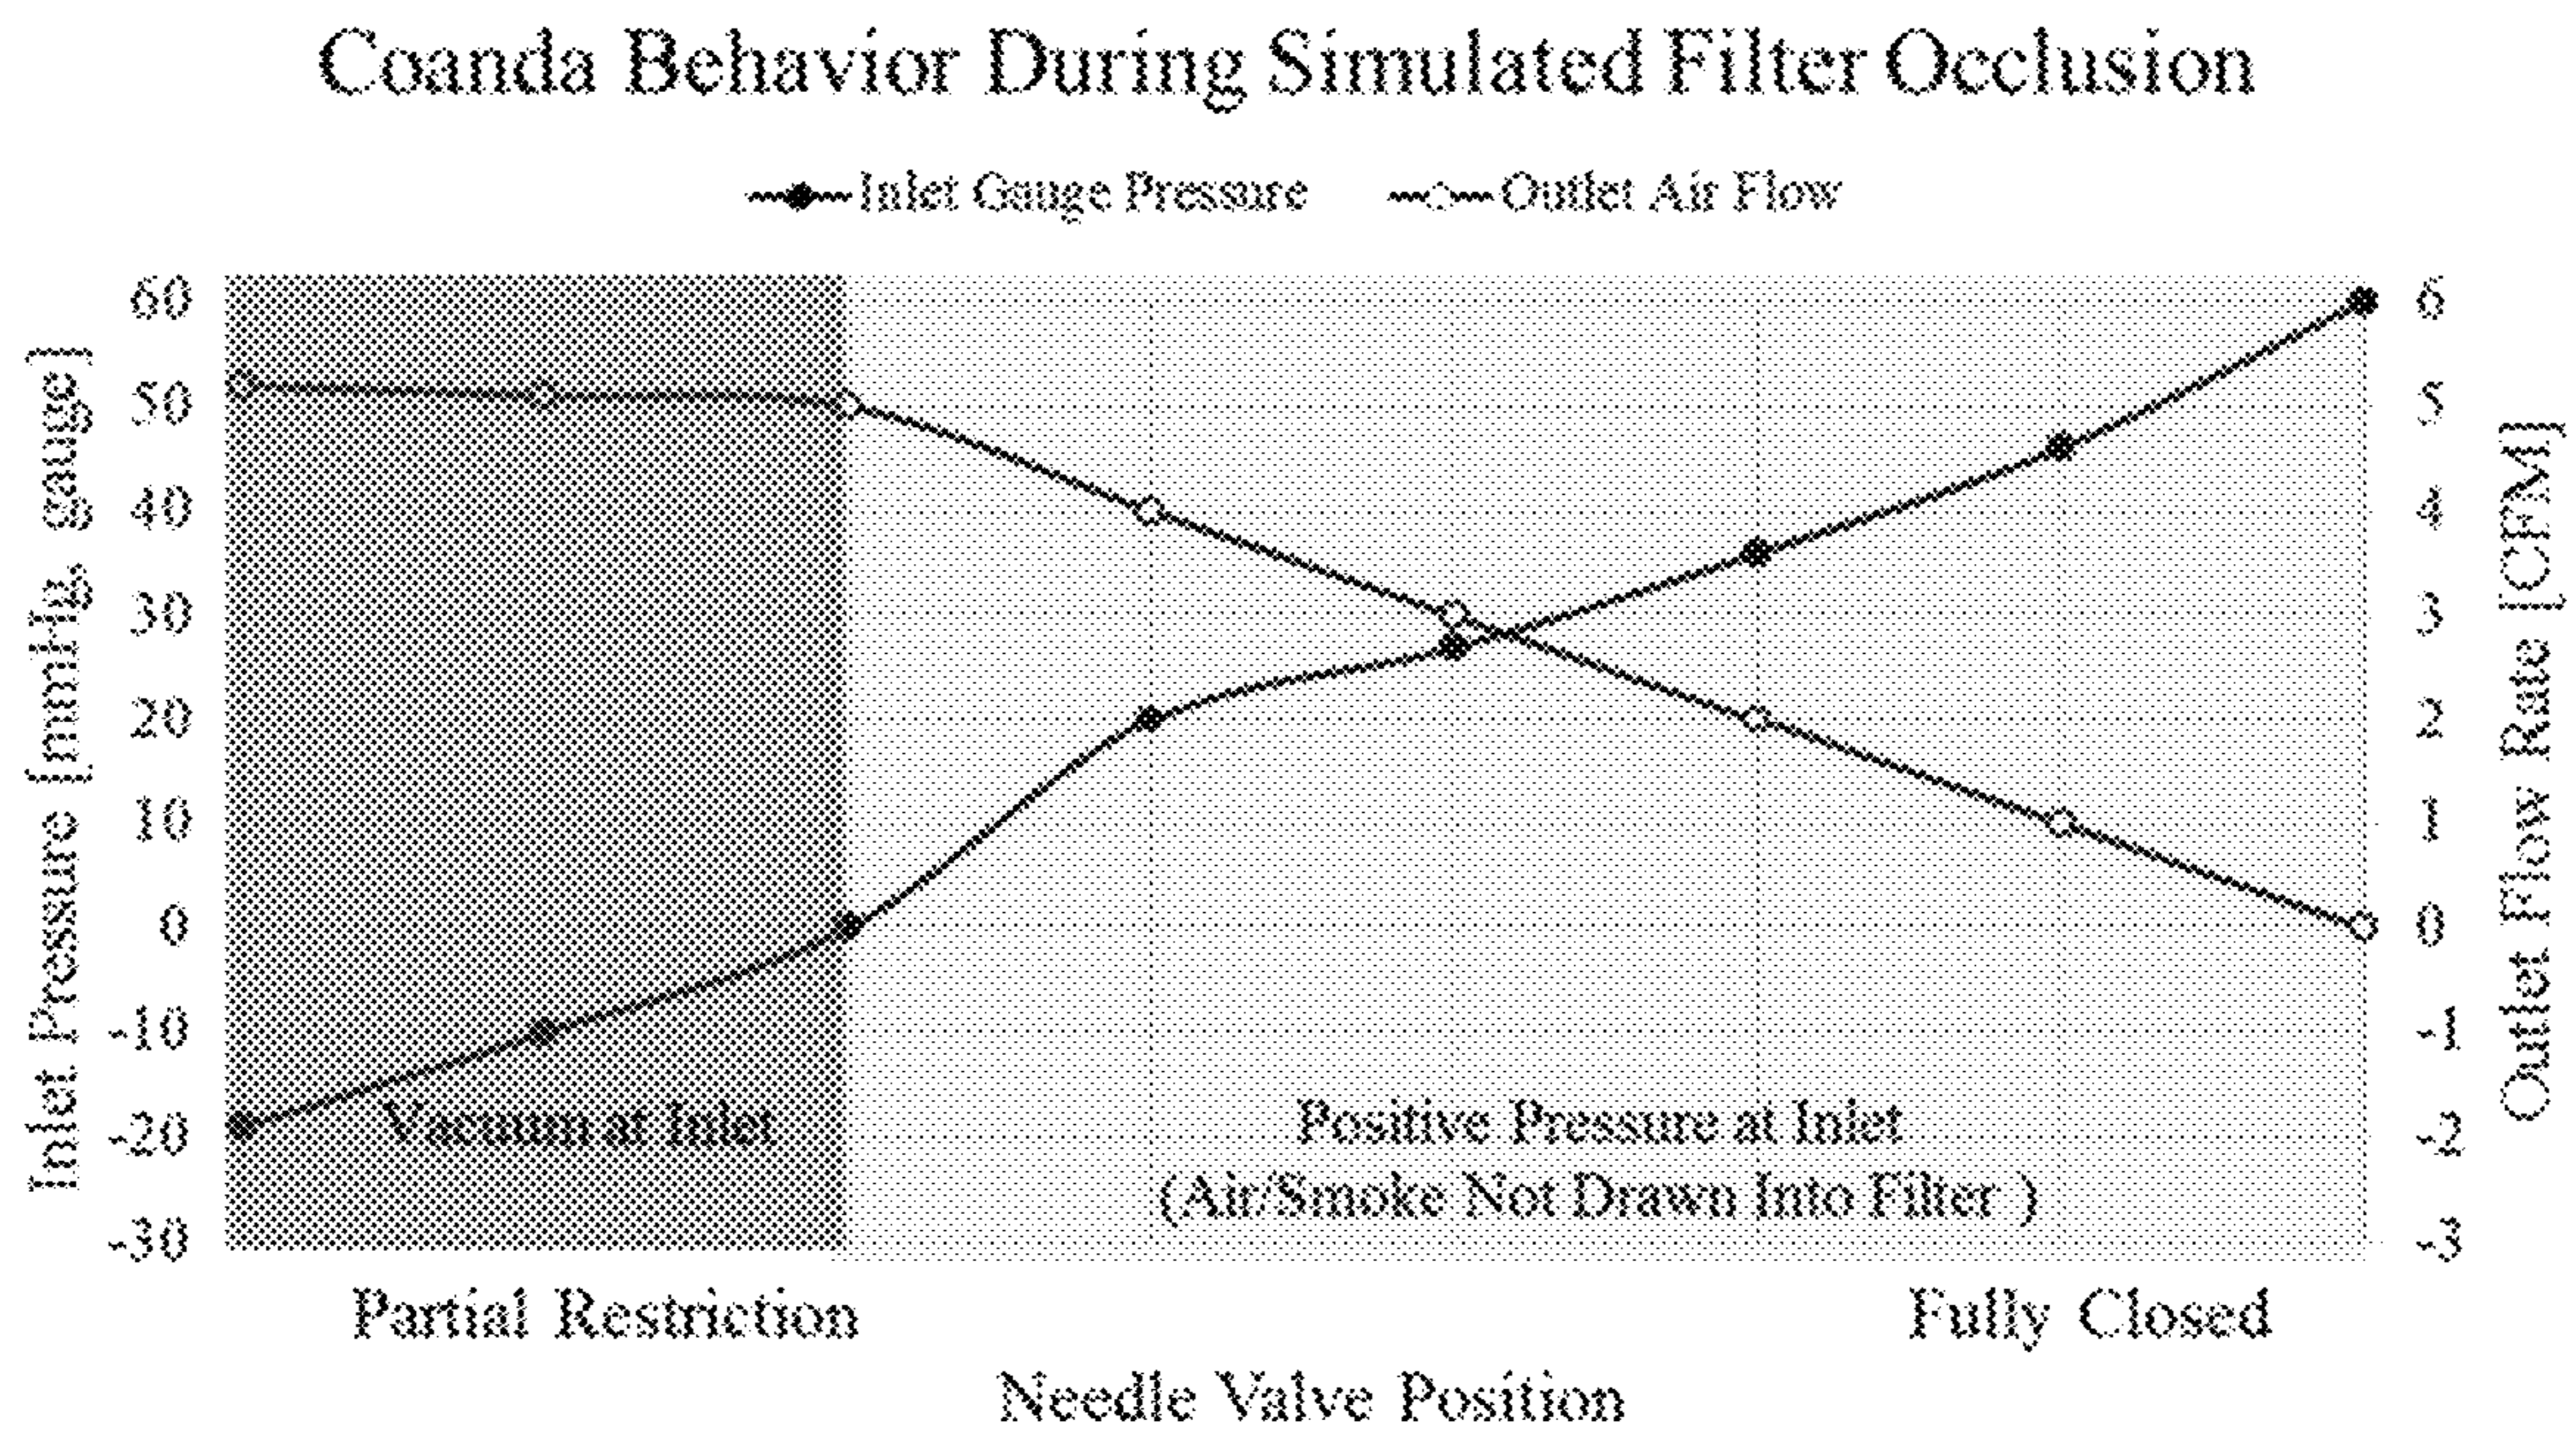 Coanda Behavior During Simulated Filter Occlusion
Inlet Gauge Pressure Outlet Air Flow
Inlet Pressure [mmHg, gauge]
60
50
40
30
20
10
0
-10
-20
-30
Vacuum at Inlet
Positive Pressure at Inlet
(Air/Smoke Not Drawn Into Filter )
6
5
4
3
2
1
0
-1
-2
-3
Outlet Flow Rate [CFM]
Partial Restriction Fully Closed
Needle Valve Position